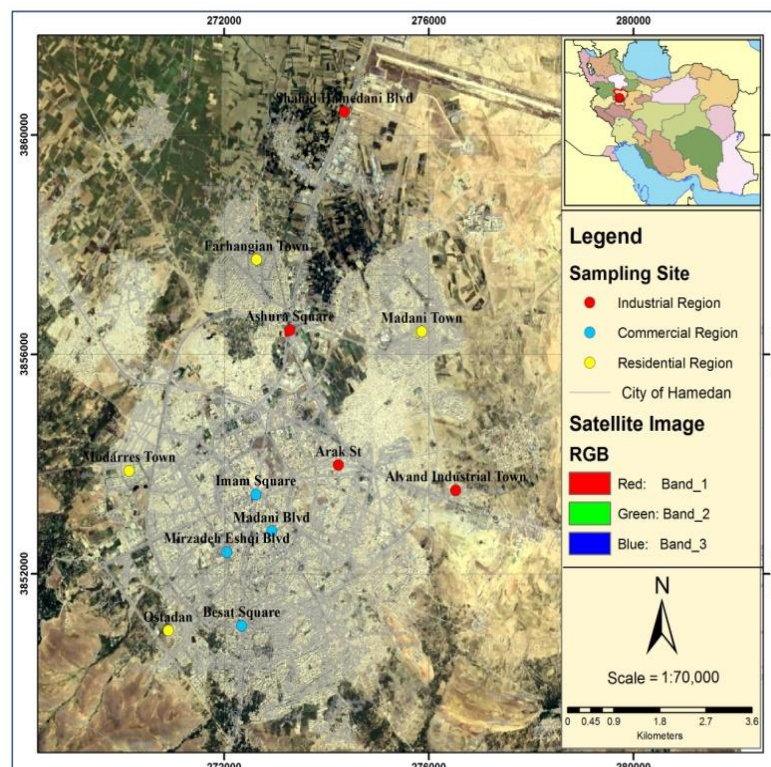 272000
276000
280000
3860000
3860000
3856000
3856000
3852000
3852000
Shahid Hamedani Blvd
Farhangian Town
Ashura Square
Madani Town
Modarres Town
Arak St
Imam Square
Alvand Industrial Town
Madani Blvd
Mirzadeh Eshqi Blvd
Ostadan
Besat Square
Legend
Sampling Site
Industrial Region
Commercial Region
Residential Region
City of Hamedan
Satellite Image
RGB
Red: Band_1
Green: Band_2
Blue: Band_3
N
Scale = 1:70,000
0 0.45 0.9 1.8 2.7 3.6
Kilometers
272000
276000
280000